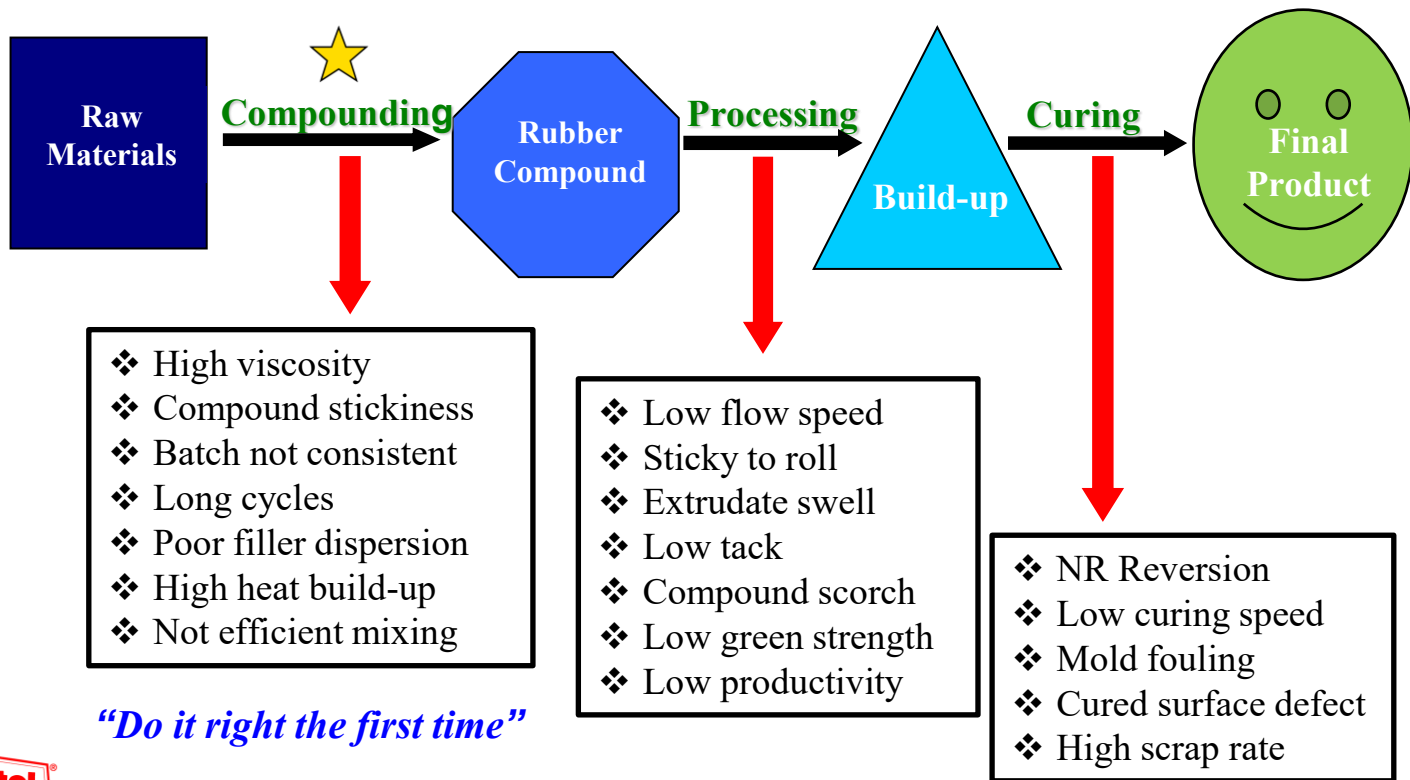 Raw
Materials
Compounding
Rubber
Compound
Processing
Build-up
Curing
Final
Product
❖ High viscosity
❖ Compound stickiness
❖ Batch not consistent
❖ Long cycles
❖ Poor filler dispersion
❖ High heat build-up
❖ Not efficient mixing
❖ Low flow speed
❖ Sticky to roll
❖ Extrudate swell
❖ Low tack
❖ Compound scorch
❖ Low green strength
❖ Low productivity
❖ NR Reversion
❖ Low curing speed
❖ Mold fouling
❖ Cured surface defect
❖ High scrap rate
“Do it right the first time”